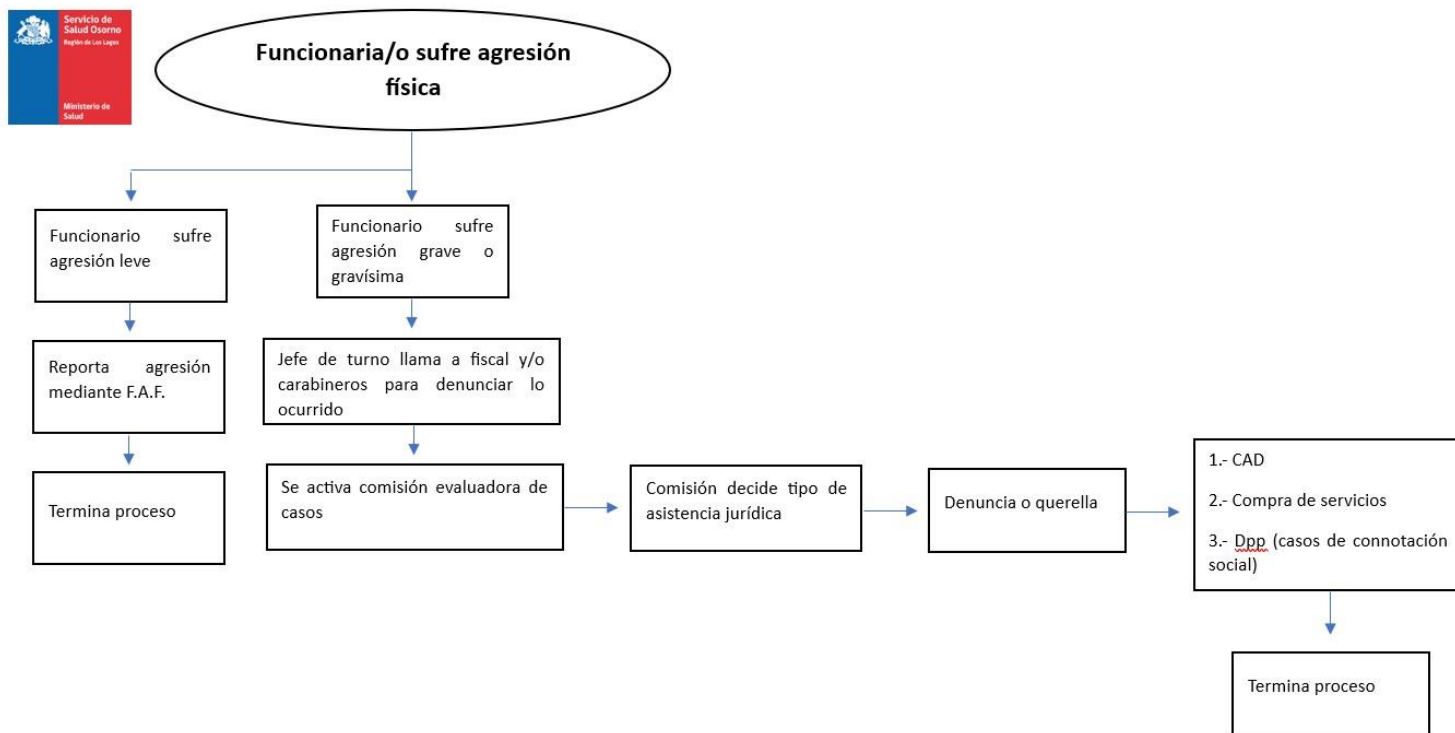 Servicio de
Salud Osorno
Región de Los Lagos
Ministerio de
Salud
Funcionaria/o sufre agresión
física
Funcionario sufre
agresión leve
Funcionario sufre
agresión grave o
gravísima
Reporta agresión
mediante F.A.F.
Jefe de turno llama a fiscal y/o
carabineros para denunciar lo
ocurrido
Termina proceso
Se activa comisión evaluadora de
casos
Comisión decide tipo de
asistencia jurídica
Denuncia o querella
1.- CAD
2.- Compra de servicios
3.- Dpp (casos de connotación
social)
Termina proceso